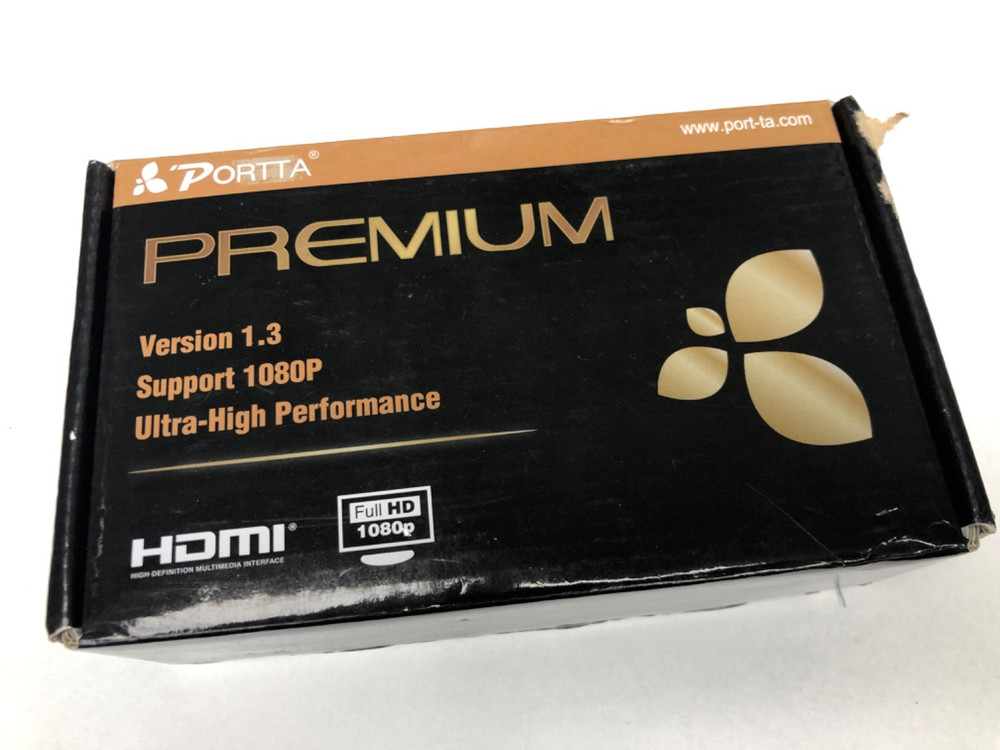 'PORTTA®
www.port-ta.com
PREMIUM
Version 1.3
Support 1080P
Ultra-High Performance
Full HD
1080p
HDMI®
HIGH-DEFINITION MULTIMEDIA INTERFACE